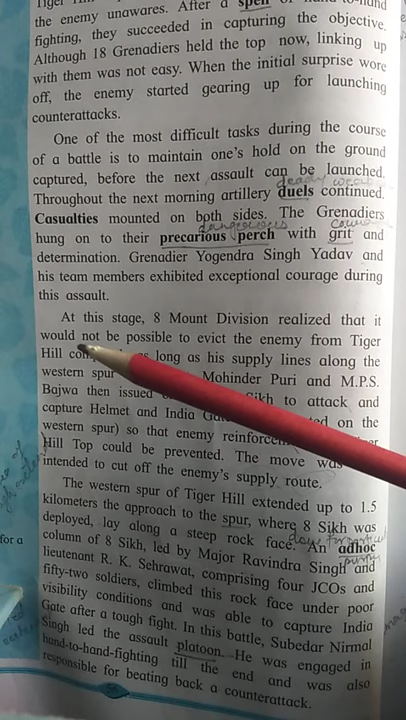 Tiger Hill
the enemy unawares. After a spell of hand-to-hand
fighting, they succeeded in capturing the objective.
Although 18 Grenadiers held the top now, linking up
with them was not easy. When the initial surprise wore
off, the enemy started gearing up for launching
counterattacks.
One of the most difficult tasks during the course
of a battle is to maintain one's hold on the ground
captured, before the next assault can be launched.
Throughout the next morning artillery duels continued.
Casualties mounted on both sides. The Grenadiers
dangerous
hung on to their precarious perch with grit and
determination. Grenadier Yogendra Singh Yadav and
his team members exhibited exceptional courage during
this assault.
At this stage, 8 Mount Division realized that it
would not be possible to evict the enemy from Tiger
Hill long as his supply lines along the
western spur Mohinder Puri and M.P.S.
Bajwa then issued Sikh to attack and
capture Helmet and India on the
western spur) so that enemy
Hill Top could be prevented. The move was
intended to cut off the enemy's supply route.
The western spur of Tiger Hill extended up to 1.5
kilometers the approach to the spur, where 8 Sikh was
deployed, lay along a steep rock face. An adhoc
column of 8 Sikh, led by Major Ravindra Singh and
lieutenant R. K. Sehrawat, comprising four JCOs and
fifty-two soldiers, climbed this rock face under poor
visibility conditions and was able to capture India
Gate after a tough fight. In this battle, Subedar Nirmal
Singh led the assault platoon. He was engaged in
hand-to-hand-fighting till the end and was also
responsible for beating back a counterattack.
for a